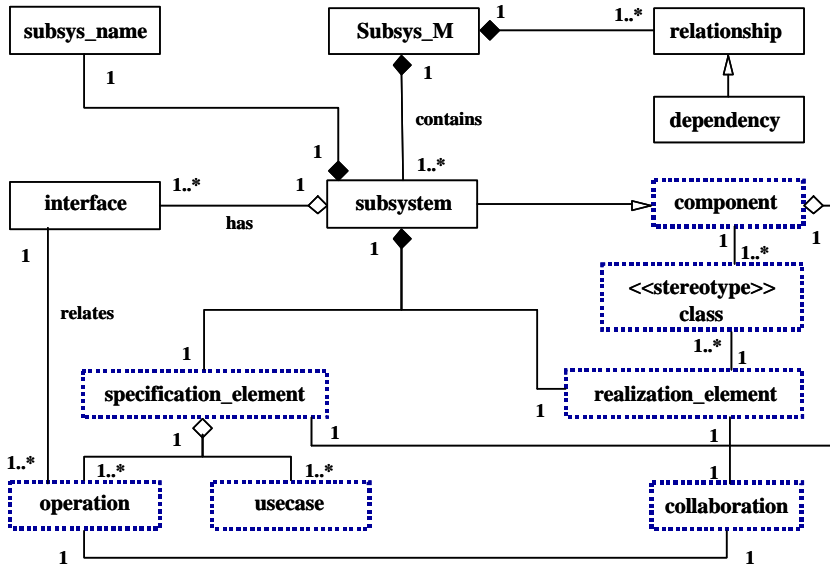 subsys_name
Subsys_M
1
1..*
relationship
1
1
contains
dependency
1
1..*
1..*
1
interface
has
subsystem
component
1
1
1
1
1..*
<<stereotype>>
class
relates
1..*
1
1
specification_element
realization_element
1
1
1
1
1..*
1..*
1..*
1
operation
usecase
collaboration
1
1